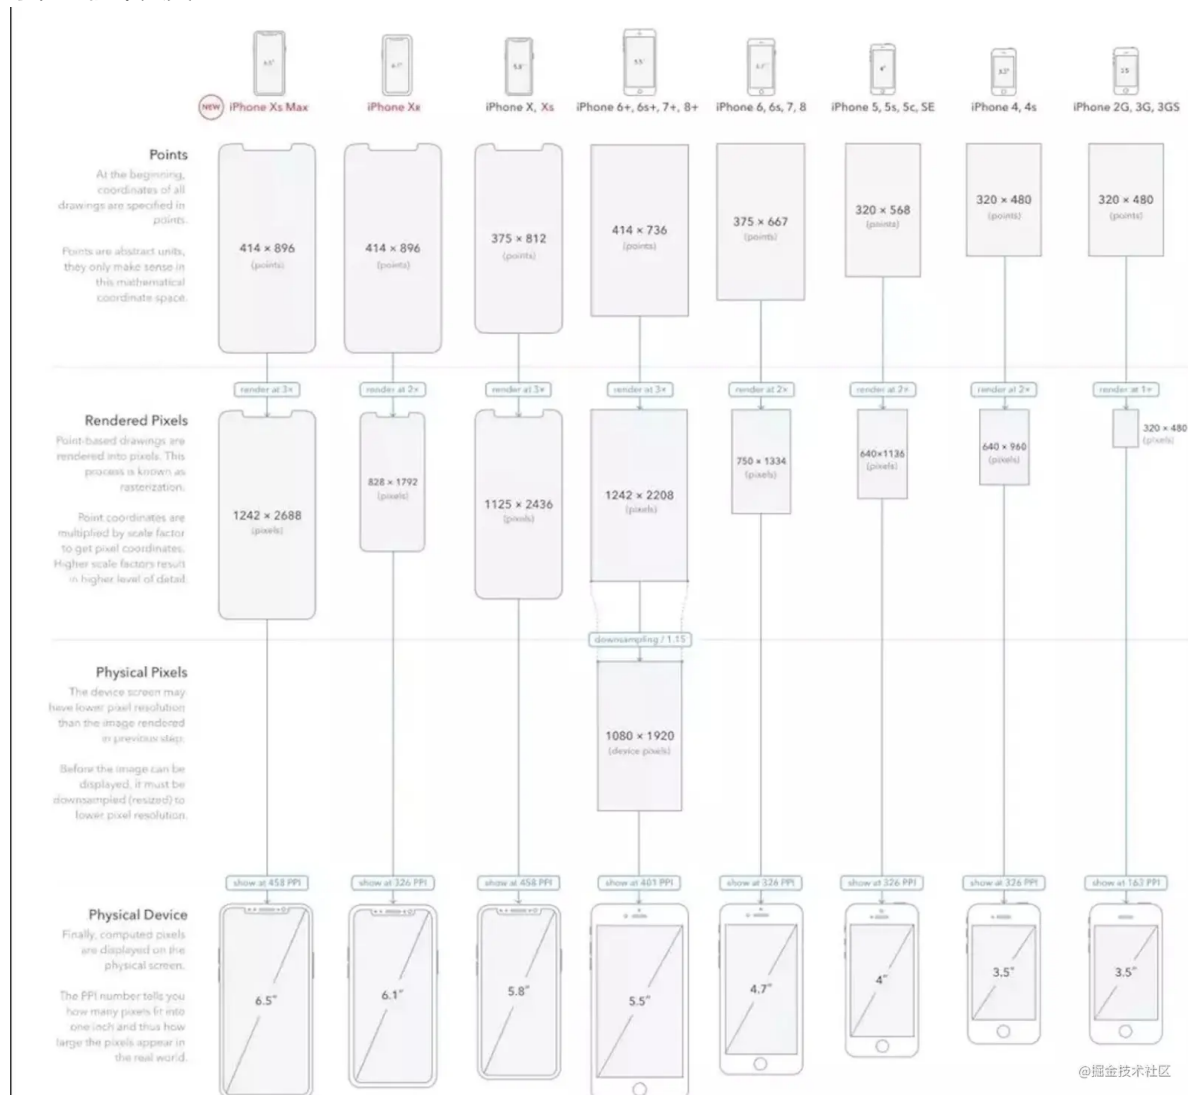 6.5"
6.1"
5.8"
5.5"
4.7"
4"
3.5"
3.5"
NEW
iPhone Xs Max
iPhone XR
iPhone X, Xs
iPhone 6+, 6s+, 7+, 8+
iPhone 6, 6s, 7, 8
iPhone 5, 5s, 5c, SE
iPhone 4, 4s
iPhone 2G, 3G, 3GS
Points
At the beginning,
coordinates of all
drawings are specified in
points.
Points are abstract units,
they only make sense in
this mathematical
coordinate space.
414 × 896
(points)
414 × 896
(points)
375 × 812
(points)
414 × 736
(points)
375 × 667
(points)
320 × 568
(points)
320 × 480
(points)
320 × 480
(points)
render at 3×
render at 2×
render at 3×
render at 3×
render at 2×
render at 2×
render at 2×
render at 1×
Rendered Pixels
Point-based drawings are
rendered into pixels. This
process is known as
rasterization.
Point coordinates are
multiplied by scale factor
to get pixel coordinates.
Higher scale factors result
in higher level of detail.
1242 × 2688
(pixels)
828 × 1792
(pixels)
1125 × 2436
(pixels)
1242 × 2208
(pixels)
750 × 1334
(pixels)
640×1136
(pixels)
640 × 960
(pixels)
320 × 480
(pixels)
downsampling / 1.15
Physical Pixels
The device screen may
have lower pixel resolution
than the image rendered
in previous step.
Before the image can be
displayed, it must be
downsampled (resized) to
lower pixel resolution.
1080 × 1920
(device pixels)
show at 458 PPI
show at 326 PPI
show at 458 PPI
show at 401 PPI
show at 326 PPI
show at 326 PPI
show at 326 PPI
show at 163 PPI
Physical Device
Finally, computed pixels
are displayed on the
physical screen.
The PPI number tells you
how many pixels fit into
one inch and thus how
large the pixels appear in
the real world.
6.5"
6.1"
5.8"
5.5"
4.7"
4"
3.5"
3.5"
@掘金技术社区